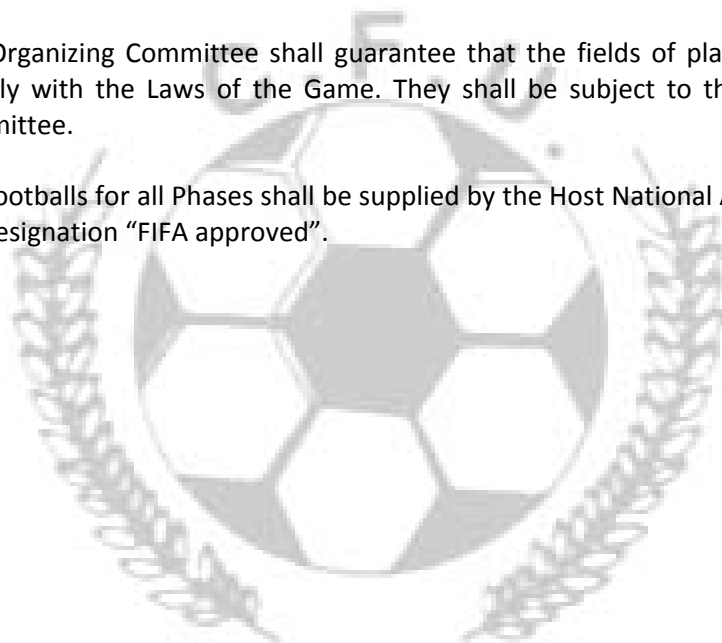 C. F. U.
Organizing Committee shall guarantee that the fields of pla
ly with the Laws of the Game. They shall be subject to th
mittee.
ootballs for all Phases shall be supplied by the Host National A
esignation “FIFA approved”.